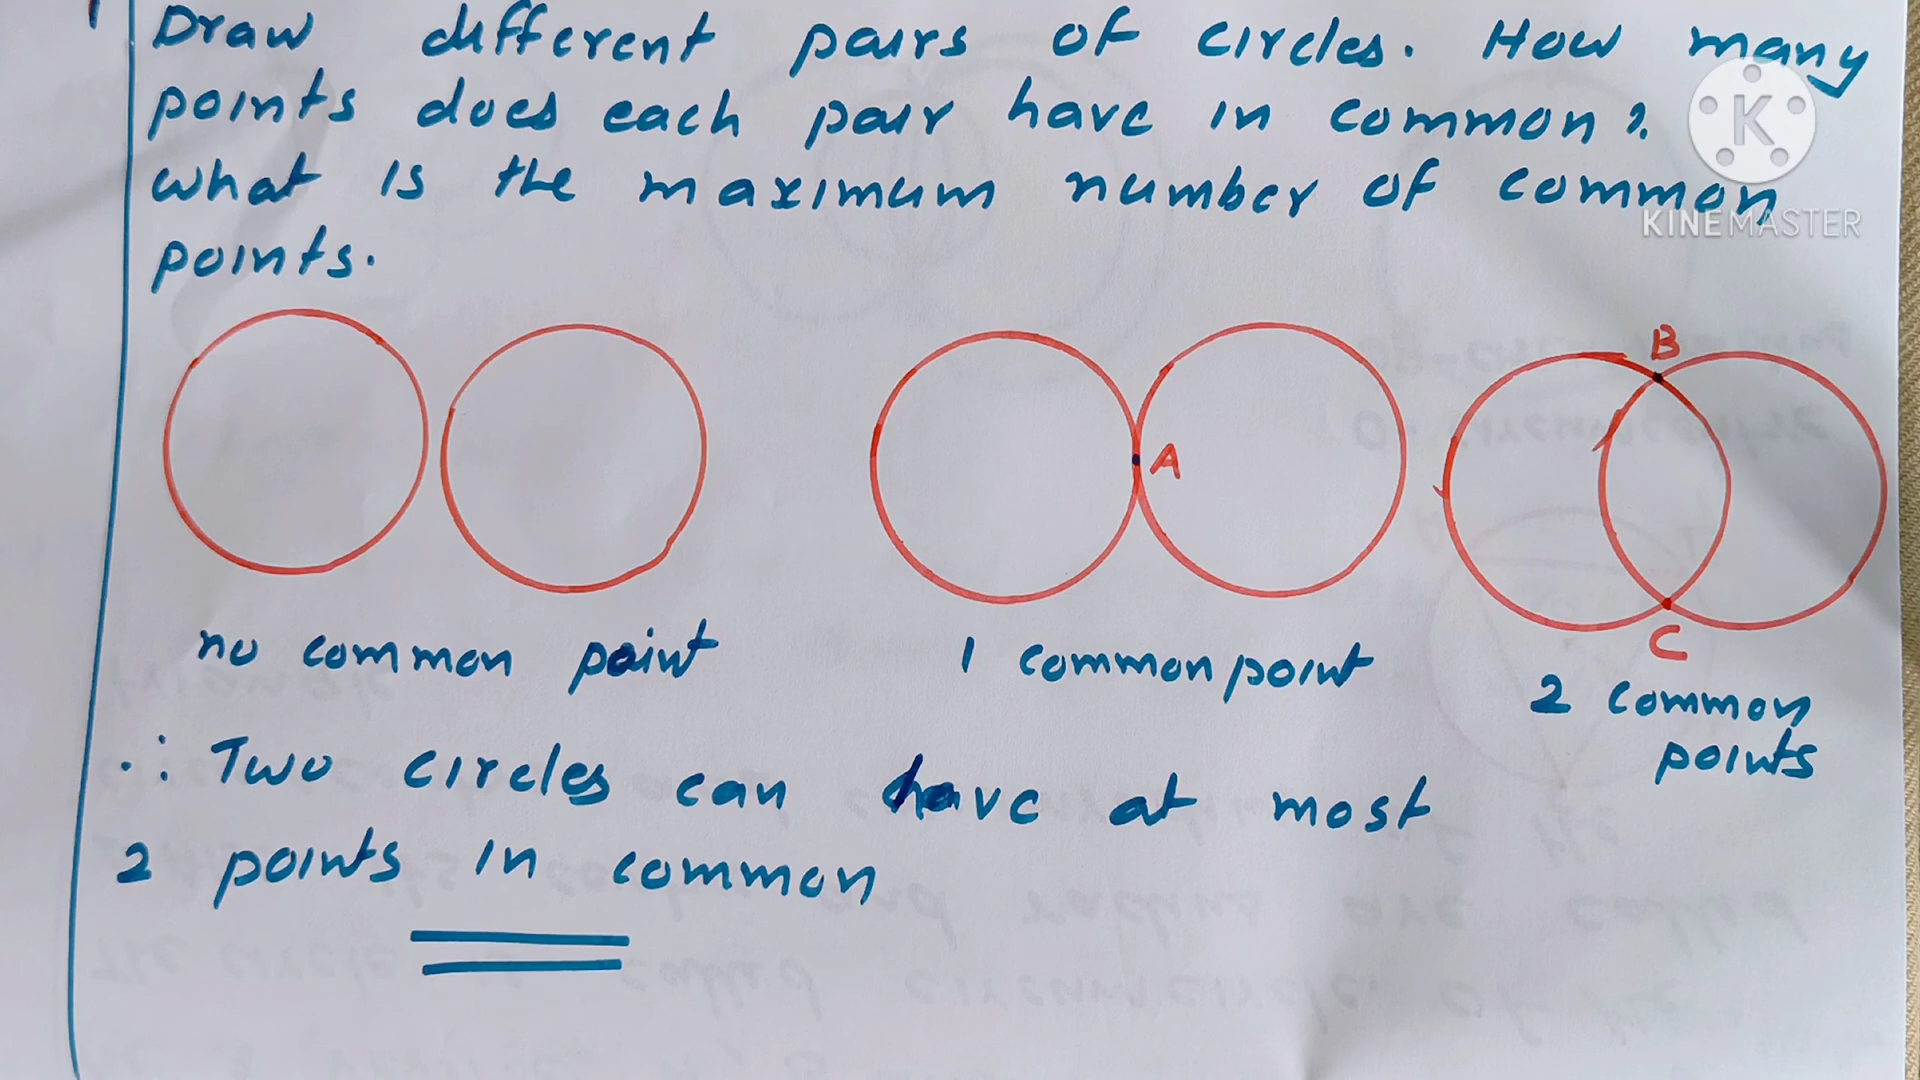 Draw different pairs of circles. How many
points does each pair have in common?
what is the maximum number of common
points.
K
KINEMASTER
B
A
C
no common point
1 common point
2 common
points
∴ Two circles can have at most
2 points in common